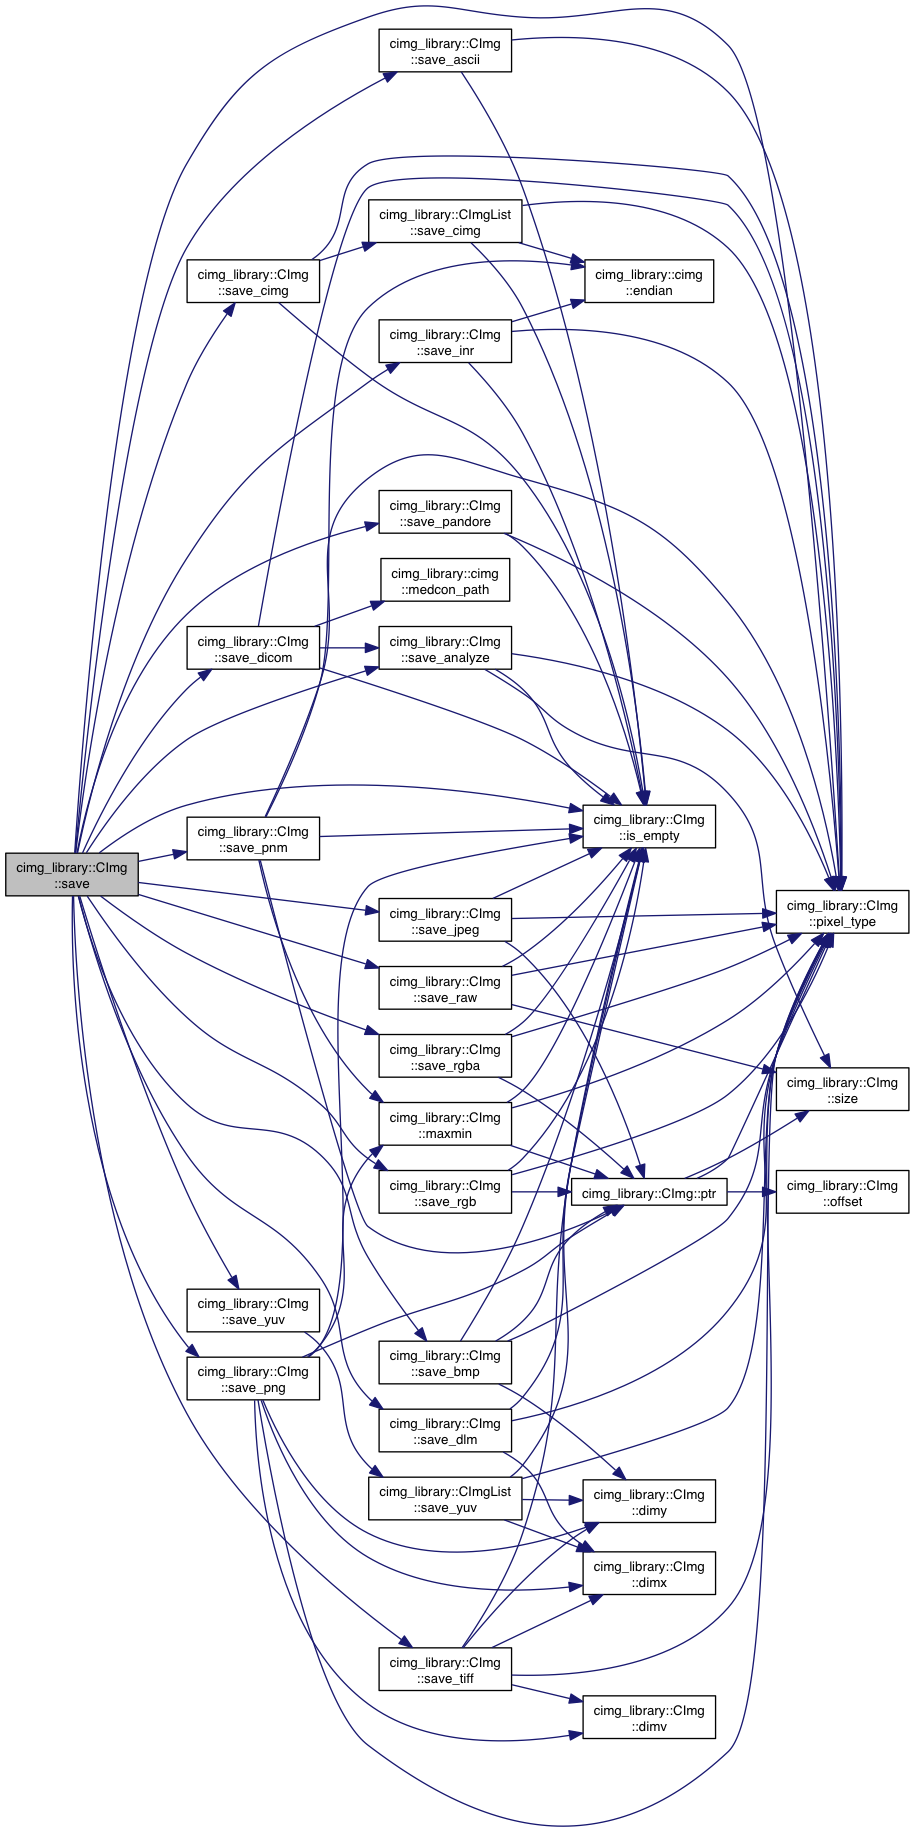 cimg_library::CImg
::save_ascii
cimg_library::CImgList
::save_cimg
cimg_library::CImg
::save_cimg
cimg_library::cimg
::endian
cimg_library::CImg
::save_inr
cimg_library::CImg
::save_pandore
cimg_library::cimg
::medcon_path
cimg_library::CImg
::save_dicom
cimg_library::CImg
::save_analyze
cimg_library::CImg
::save_pnm
cimg_library::CImg
::is_empty
cimg_library::CImg
::save
cimg_library::CImg
::save_jpeg
cimg_library::CImg
::pixel_type
cimg_library::CImg
::save_raw
cimg_library::CImg
::save_rgba
cimg_library::CImg
::size
cimg_library::CImg
::maxmin
cimg_library::CImg
::save_rgb
cimg_library::CImg::ptr
cimg_library::CImg
::offset
cimg_library::CImg
::save_yuv
cimg_library::CImg
::save_bmp
cimg_library::CImg
::save_png
cimg_library::CImg
::save_dlm
cimg_library::CImgList
::save_yuv
cimg_library::CImg
::dimy
cimg_library::CImg
::dimx
cimg_library::CImg
::save_tiff
cimg_library::CImg
::dimv